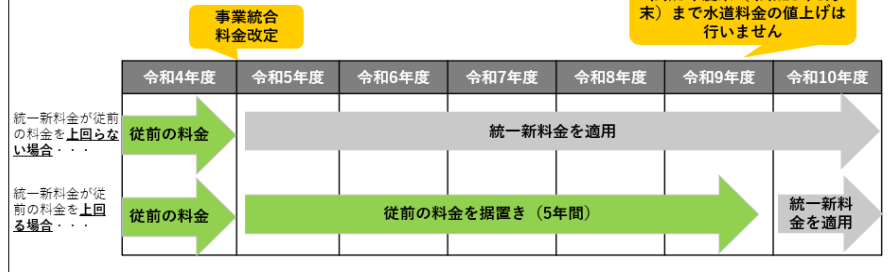 事業統合
料金改定
末）まで水道料金の値上げは
行いません
令和4年度 令和5年度 令和6年度 令和7年度 令和8年度 令和9年度 令和10年度
統一新料金が従前
の料金を上回らな
い場合・・・
従前の料金
統一新料金を適用
統一新料金が従
前の料金を上回
る場合・・・
従前の料金
従前の料金を据置き（5年間）
統一新料
金を適用